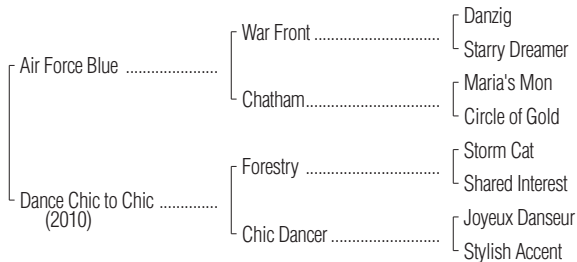 Danzig
War Front
Starry Dreamer
Air Force Blue
Maria's Mon
Chatham
Circle of Gold
Storm Cat
Forestry
Shared Interest
Dance Chic to Chic
(2010)
Joyeux Danseur
Chic Dancer
Stylish Accent